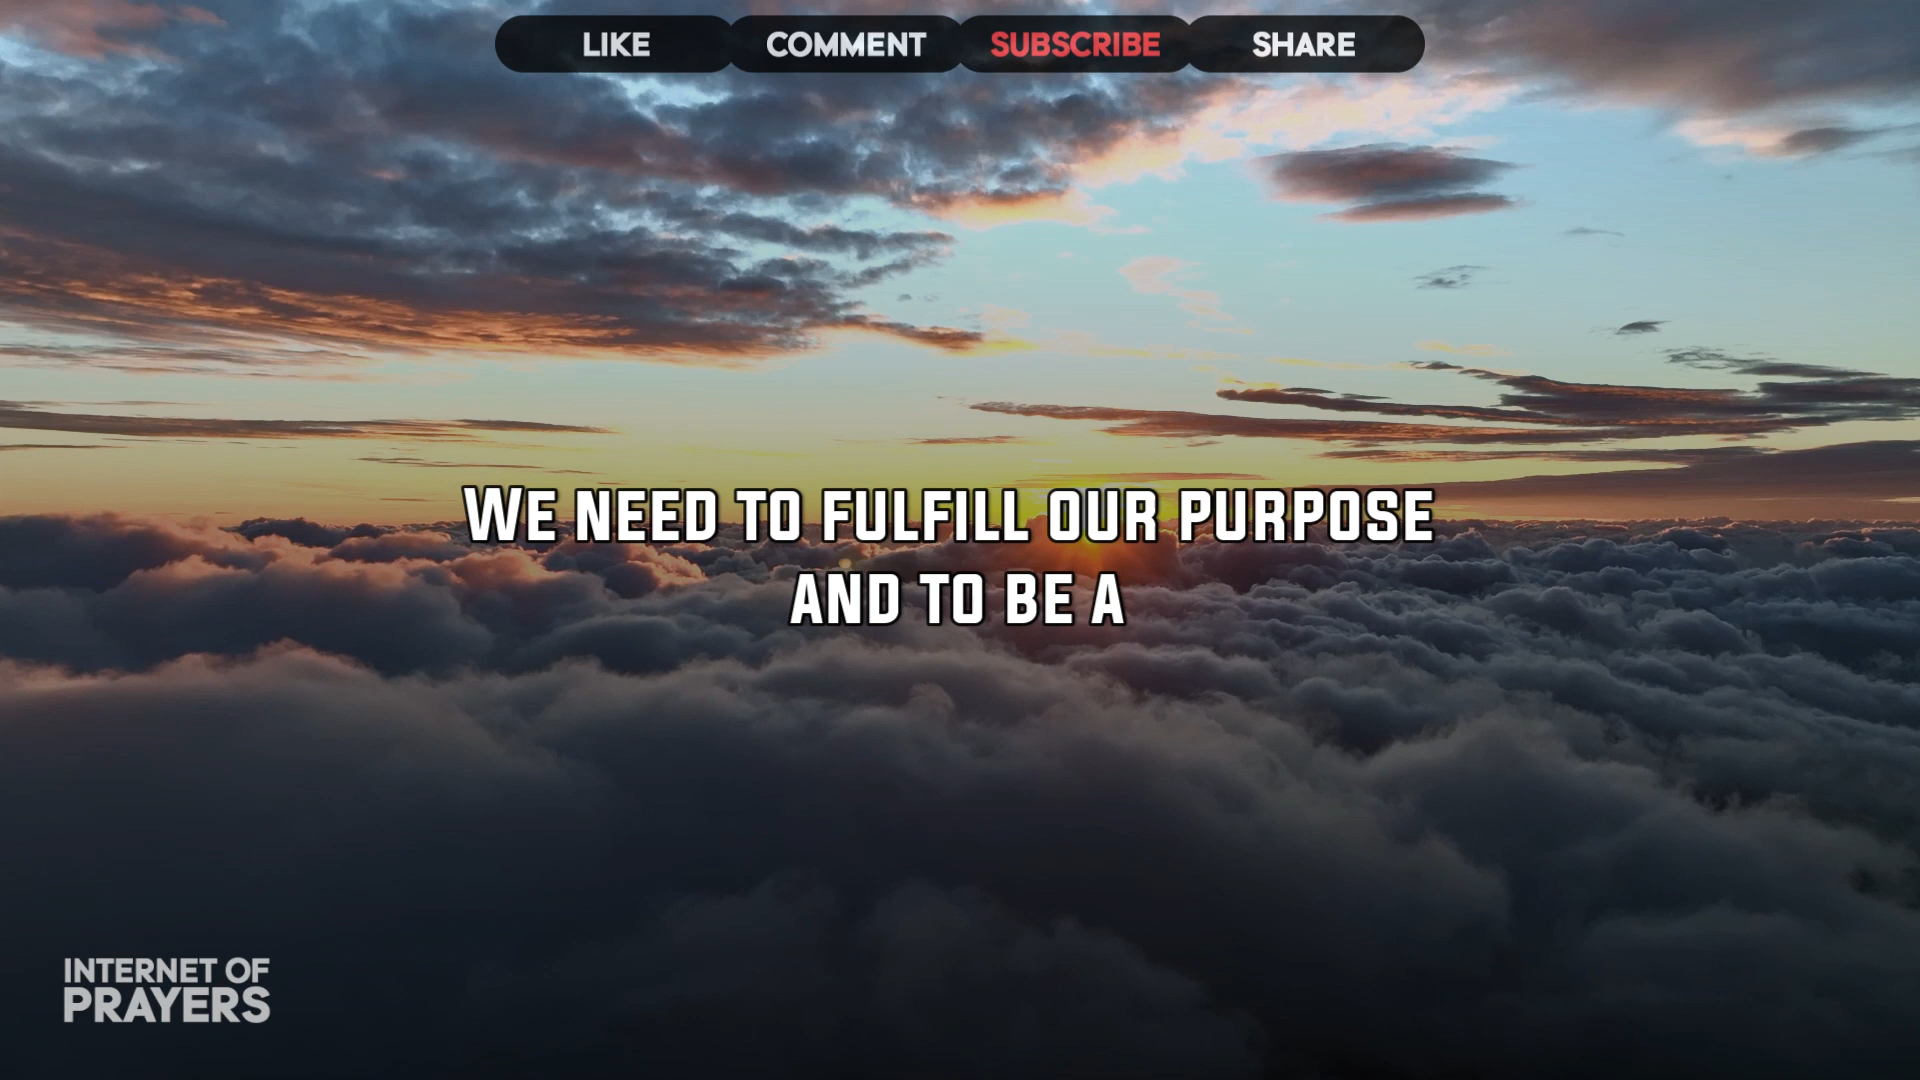 LIKE COMMENT SUBSCRIBE SHARE
WE NEED TO FULFILL OUR PURPOSE
AND TO BE A
INTERNET OF
PRAYERS